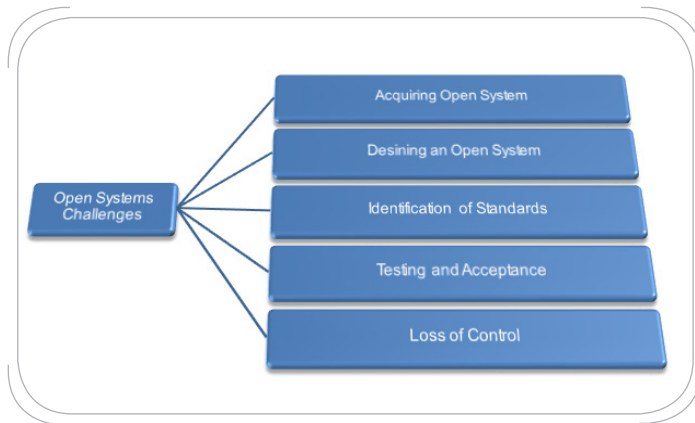 Open Systems
Challenges
Acquiring Open System
Desining an Open System
Identification of Standards
Testing and Acceptance
Loss of Control